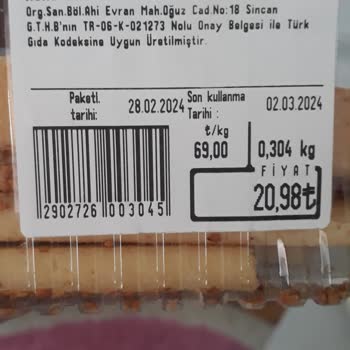 Org.San.Böl.Ahi Evran Mah.Oğuz Cad.No:18 Sincan
G.T.H.B'nın TR-06-K-021273 Nolu Onay Belgesi ile Türk
Gıda Kodeksine Uygun Üretilmiştir.
Paketl. tarihi: 28.02.2024
Son kullanma Tarihi : 02.03.2024
₺/kg
69,00
0,304 kg
FİYAT
20,98₺
2902726 003045